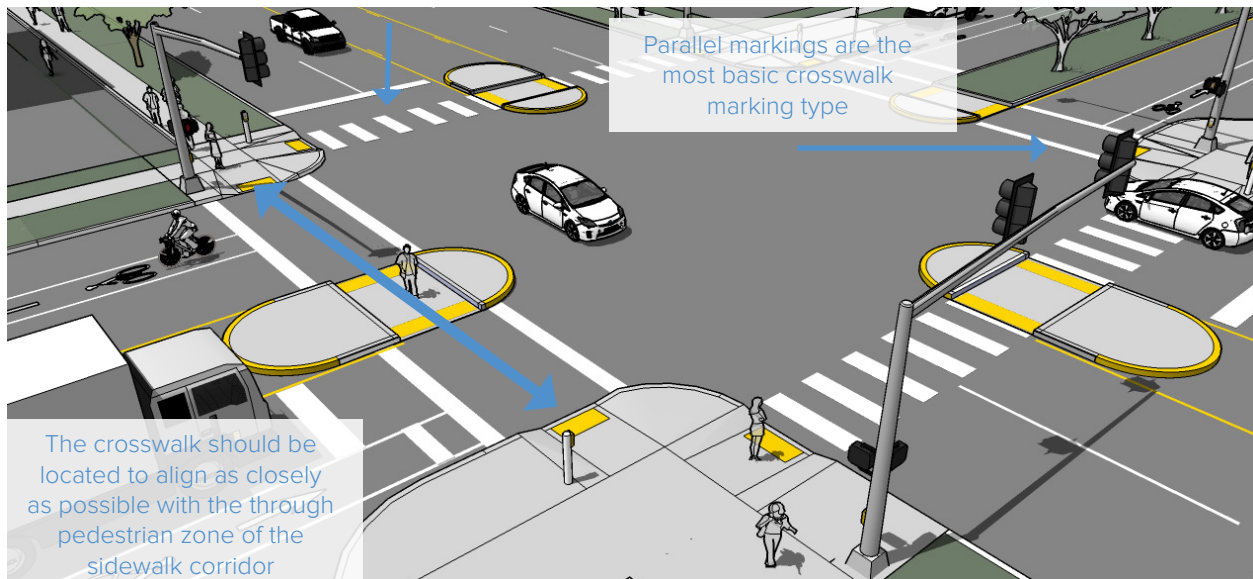 Parallel markings are the
most basic crosswalk
marking type
The crosswalk should be
located to align as closely
as possible with the through
pedestrian zone of the
sidewalk corridor